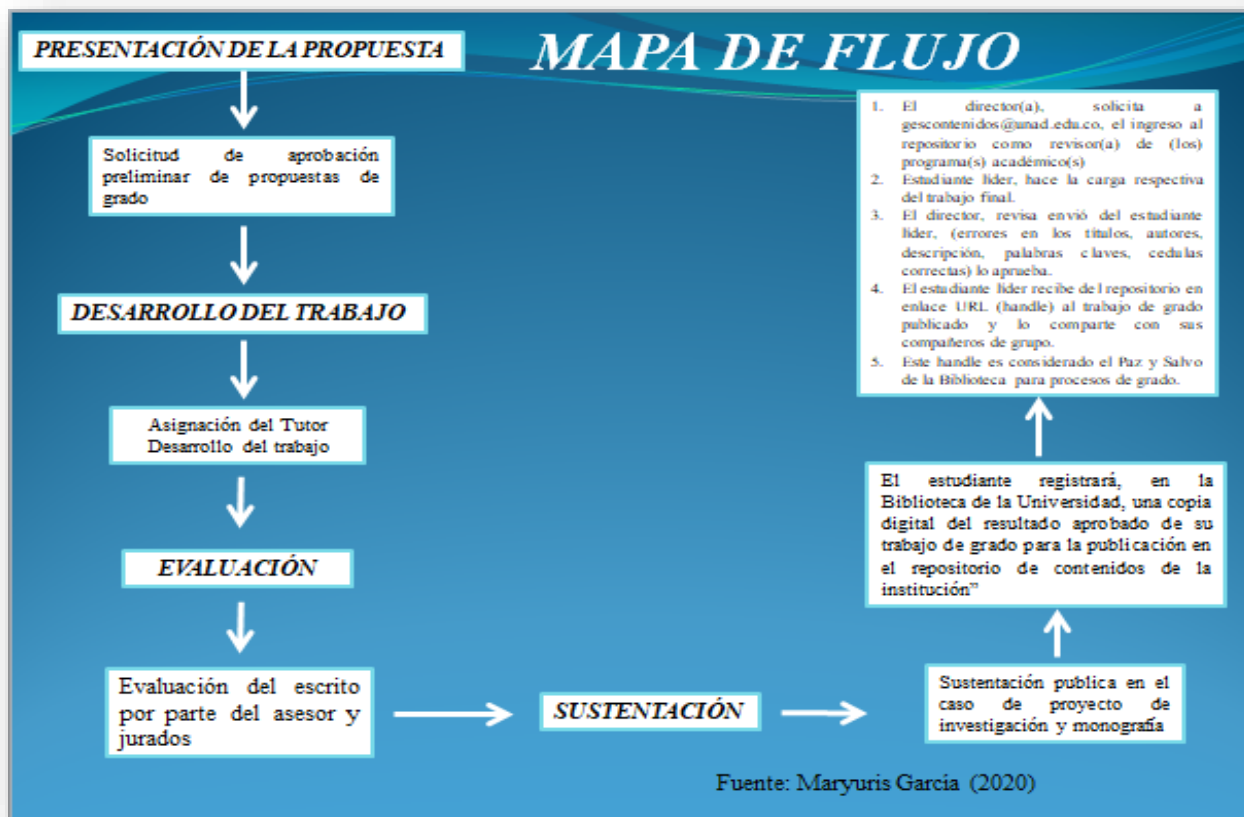 PRESENTACIÓN DE LA PROPUESTA
MAPA DE FLUJO
Solicitud de aprobación
preliminar de propuestas de
grado
DESARROLLO DEL TRABAJO
Asignación del Tutor
Desarrollo del trabajo
EVALUACIÓN
Evaluación del escrito
por parte del asesor y
jurados
SUSTENTACIÓN
Sustentación publica en el
caso de proyecto de
investigación y monografía
El estudiante registrará, en la
Biblioteca de la Universidad, una copia
digital del resultado aprobado de su
trabajo de grado para la publicación en
el repositorio de contenidos de la
institución”
1. El director(a), solicita a
gescontenidos@unad.edu.co, el ingreso al
repositorio como revisor(a) de (los)
programa(s) académico(s)
2. Estudiante líder, hace la carga respectiva
del trabajo final.
3. El director, revisa envió del estudiante
líder, (errores en los títulos, autores,
descripción, palabras claves, cedulas
correctas) lo aprueba.
4. El estudiante líder recibe del repositorio en
enlace URL (handle) al trabajo de grado
publicado y lo comparte con sus
compañeros de grupo.
5. Este handle es considerado el Paz y Salvo
de la Biblioteca para procesos de grado.
Fuente: Maryuris García (2020)